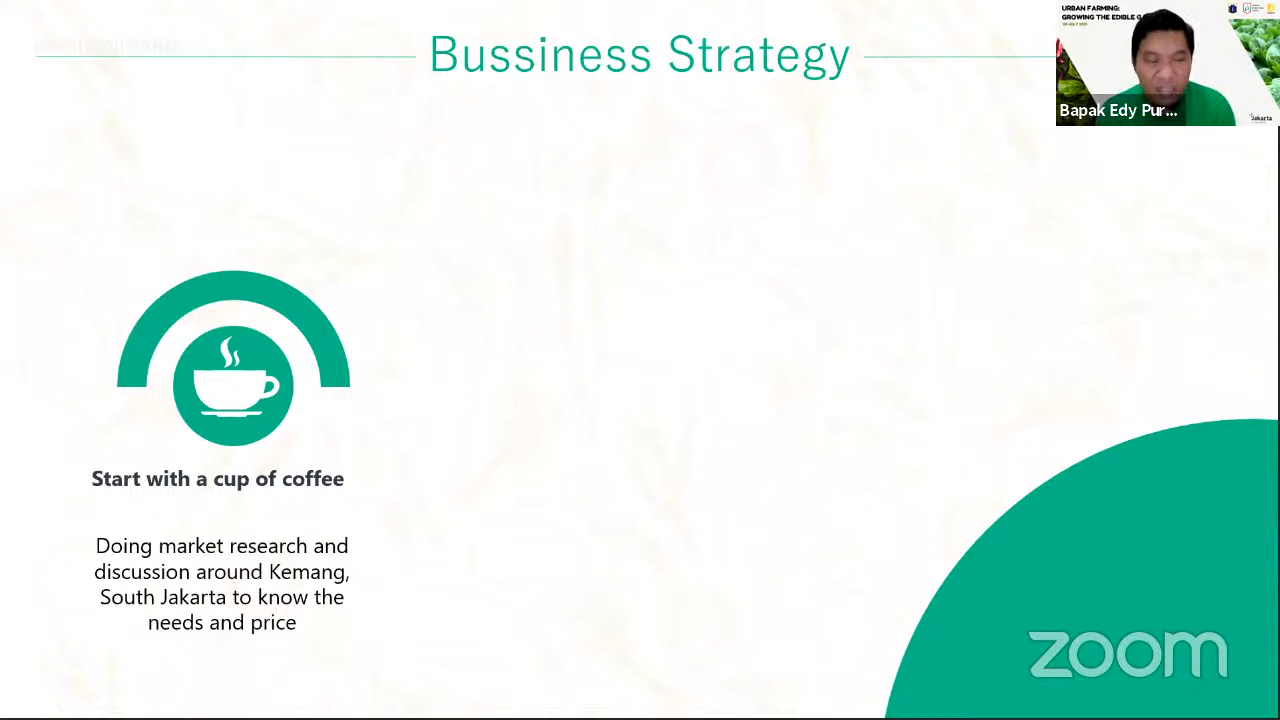 Bussiness Strategy
URBAN FARMING:
GROWING THE EDIBLE
Bapak Edy Pur...
Jakarta
Start with a cup of coffee
Doing market research and
discussion around Kemang,
South Jakarta to know the
needs and price
zoom